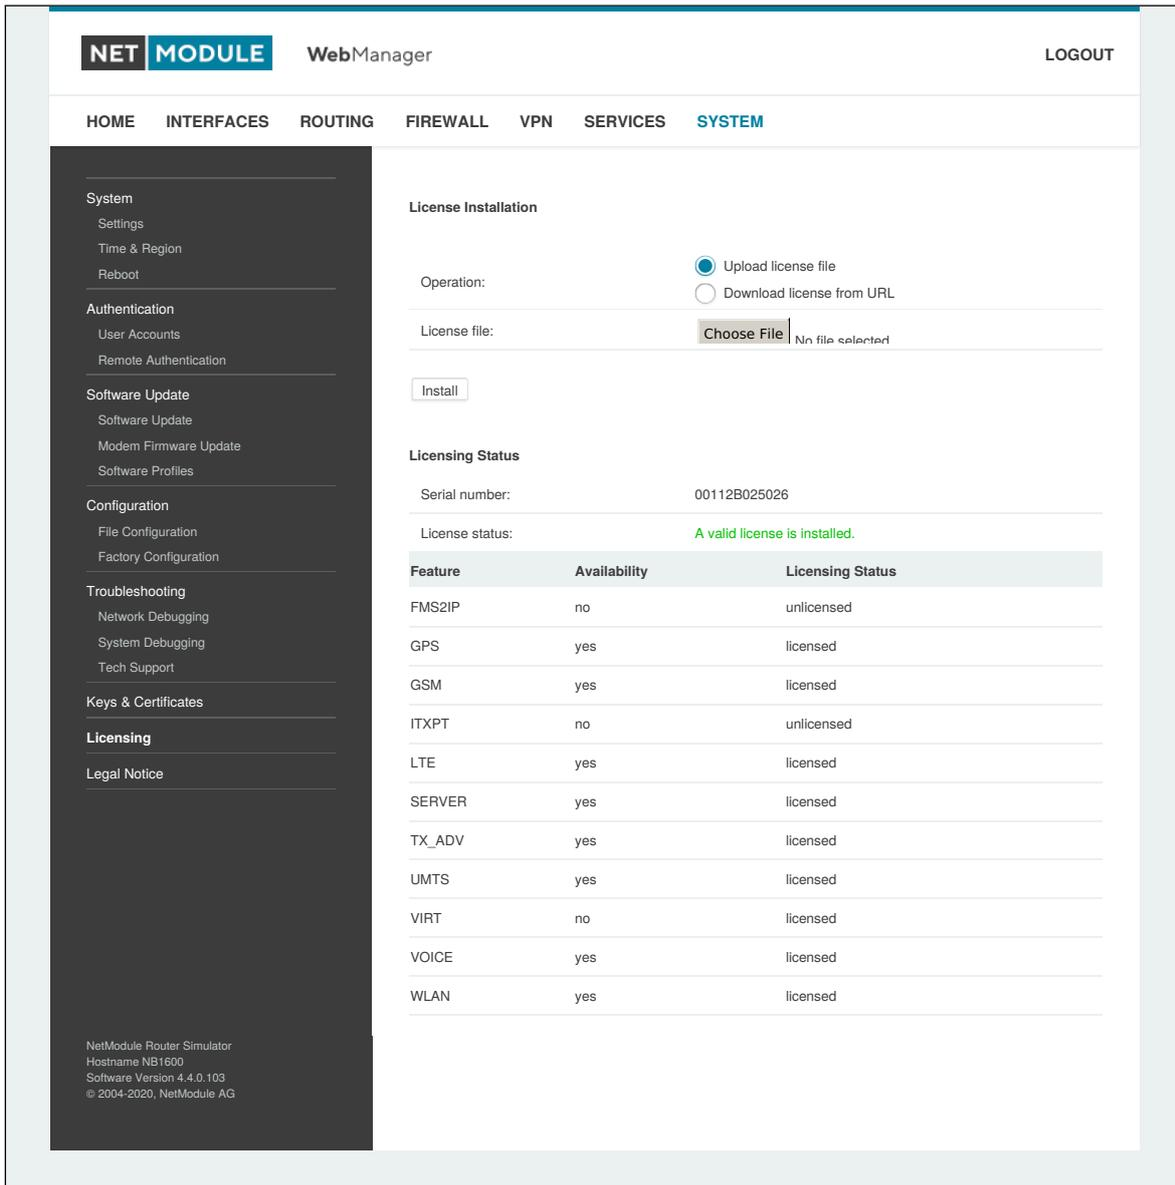 NET MODULE WebManager LOGOUT
HOME INTERFACES ROUTING FIREWALL VPN SERVICES SYSTEM
System
Settings
Time & Region
Reboot
Authentication
User Accounts
Remote Authentication
Software Update
Software Update
Modem Firmware Update
Software Profiles
Configuration
File Configuration
Factory Configuration
Troubleshooting
Network Debugging
System Debugging
Tech Support
Keys & Certificates
Licensing
Legal Notice
NetModule Router Simulator
Hostname NB1600
Software Version 4.4.0.103
© 2004-2020, NetModule AG
License Installation
Operation:
Upload license file
Download license from URL
License file: Choose File No file selected
Install
Licensing Status
Serial number: 00112B025026
License status: A valid license is installed.
Feature Availability Licensing Status
FMS2IP no unlicensed
GPS yes licensed
GSM yes licensed
ITXPT no unlicensed
LTE yes licensed
SERVER yes licensed
TX_ADV yes licensed
UMTS yes licensed
VIRT no licensed
VOICE yes licensed
WLAN yes licensed